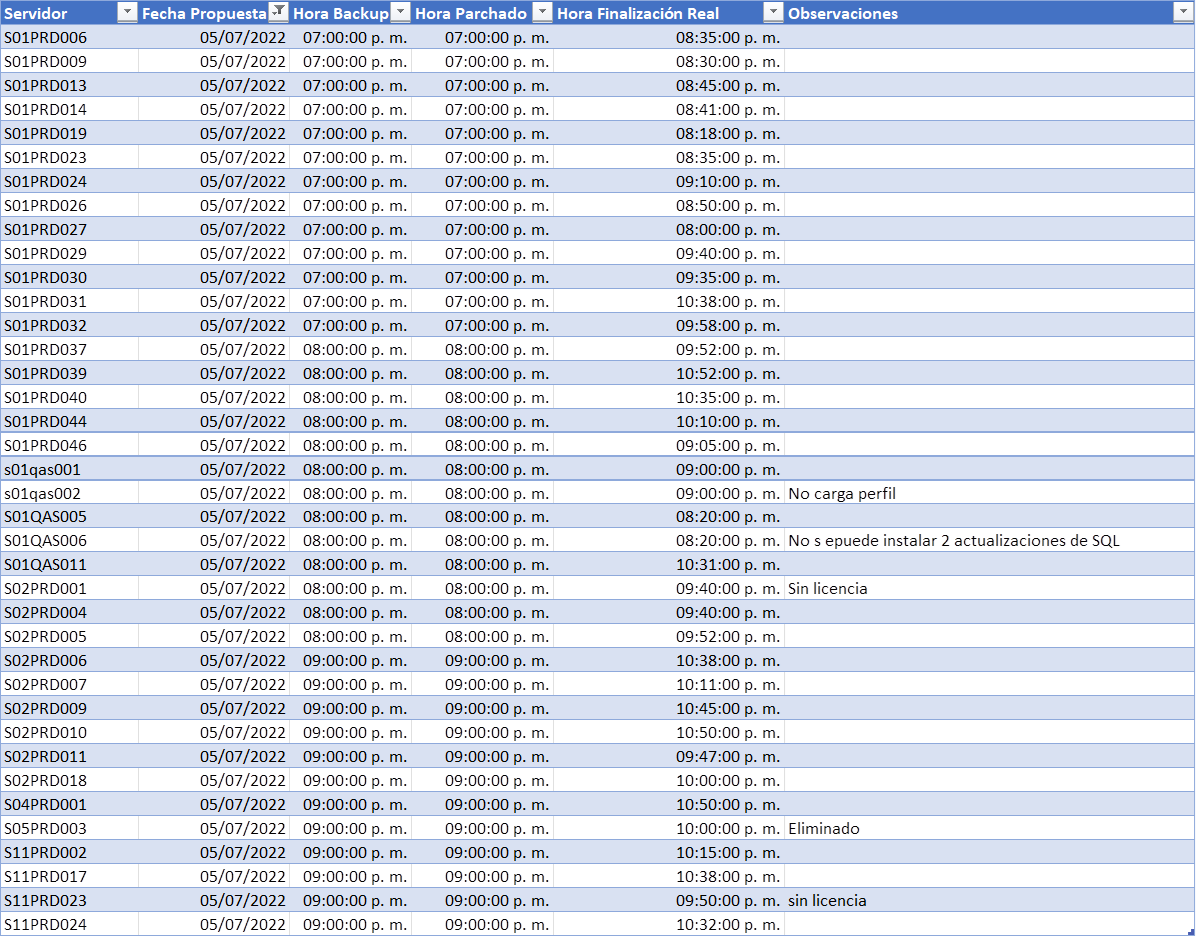 Servidor Fecha Propuesta Hora Backup Hora Parchado Hora Finalización Real Observaciones
S01PRD006 05/07/2022 07:00:00 p. m. 07:00:00 p. m. 08:35:00 p. m.
S01PRD009 05/07/2022 07:00:00 p. m. 07:00:00 p. m. 08:30:00 p. m.
S01PRD013 05/07/2022 07:00:00 p. m. 07:00:00 p. m. 08:45:00 p. m.
S01PRD014 05/07/2022 07:00:00 p. m. 07:00:00 p. m. 08:41:00 p. m.
S01PRD019 05/07/2022 07:00:00 p. m. 07:00:00 p. m. 08:18:00 p. m.
S01PRD023 05/07/2022 07:00:00 p. m. 07:00:00 p. m. 08:35:00 p. m.
S01PRD024 05/07/2022 07:00:00 p. m. 07:00:00 p. m. 09:10:00 p. m.
S01PRD026 05/07/2022 07:00:00 p. m. 07:00:00 p. m. 08:50:00 p. m.
S01PRD027 05/07/2022 07:00:00 p. m. 07:00:00 p. m. 08:00:00 p. m.
S01PRD029 05/07/2022 07:00:00 p. m. 07:00:00 p. m. 09:40:00 p. m.
S01PRD030 05/07/2022 07:00:00 p. m. 07:00:00 p. m. 09:35:00 p. m.
S01PRD031 05/07/2022 07:00:00 p. m. 07:00:00 p. m. 10:38:00 p. m.
S01PRD032 05/07/2022 07:00:00 p. m. 07:00:00 p. m. 09:58:00 p. m.
S01PRD037 05/07/2022 08:00:00 p. m. 08:00:00 p. m. 09:52:00 p. m.
S01PRD039 05/07/2022 08:00:00 p. m. 08:00:00 p. m. 10:52:00 p. m.
S01PRD040 05/07/2022 08:00:00 p. m. 08:00:00 p. m. 10:35:00 p. m.
S01PRD044 05/07/2022 08:00:00 p. m. 08:00:00 p. m. 10:10:00 p. m.
S01PRD046 05/07/2022 08:00:00 p. m. 08:00:00 p. m. 09:05:00 p. m.
s01qas001 05/07/2022 08:00:00 p. m. 08:00:00 p. m. 09:00:00 p. m.
s01qas002 05/07/2022 08:00:00 p. m. 08:00:00 p. m. 09:00:00 p. m. No carga perfil
S01QAS005 05/07/2022 08:00:00 p. m. 08:00:00 p. m. 08:20:00 p. m.
S01QAS006 05/07/2022 08:00:00 p. m. 08:00:00 p. m. 08:20:00 p. m. No s epuede instalar 2 actualizaciones de SQL
S01QAS011 05/07/2022 08:00:00 p. m. 08:00:00 p. m. 10:31:00 p. m.
S02PRD001 05/07/2022 08:00:00 p. m. 08:00:00 p. m. 09:40:00 p. m. Sin licencia
S02PRD004 05/07/2022 08:00:00 p. m. 08:00:00 p. m. 09:40:00 p. m.
S02PRD005 05/07/2022 08:00:00 p. m. 08:00:00 p. m. 09:52:00 p. m.
S02PRD006 05/07/2022 09:00:00 p. m. 09:00:00 p. m. 10:38:00 p. m.
S02PRD007 05/07/2022 09:00:00 p. m. 09:00:00 p. m. 10:11:00 p. m.
S02PRD009 05/07/2022 09:00:00 p. m. 09:00:00 p. m. 10:45:00 p. m.
S02PRD010 05/07/2022 09:00:00 p. m. 09:00:00 p. m. 10:50:00 p. m.
S02PRD011 05/07/2022 09:00:00 p. m. 09:00:00 p. m. 09:47:00 p. m.
S02PRD018 05/07/2022 09:00:00 p. m. 09:00:00 p. m. 10:00:00 p. m.
S04PRD001 05/07/2022 09:00:00 p. m. 09:00:00 p. m. 10:50:00 p. m.
S05PRD003 05/07/2022 09:00:00 p. m. 09:00:00 p. m. 10:00:00 p. m. Eliminado
S11PRD002 05/07/2022 09:00:00 p. m. 09:00:00 p. m. 10:15:00 p. m.
S11PRD017 05/07/2022 09:00:00 p. m. 09:00:00 p. m. 10:38:00 p. m.
S11PRD023 05/07/2022 09:00:00 p. m. 09:00:00 p. m. 09:50:00 p. m. sin licencia
S11PRD024 05/07/2022 09:00:00 p. m. 09:00:00 p. m. 10:32:00 p. m.